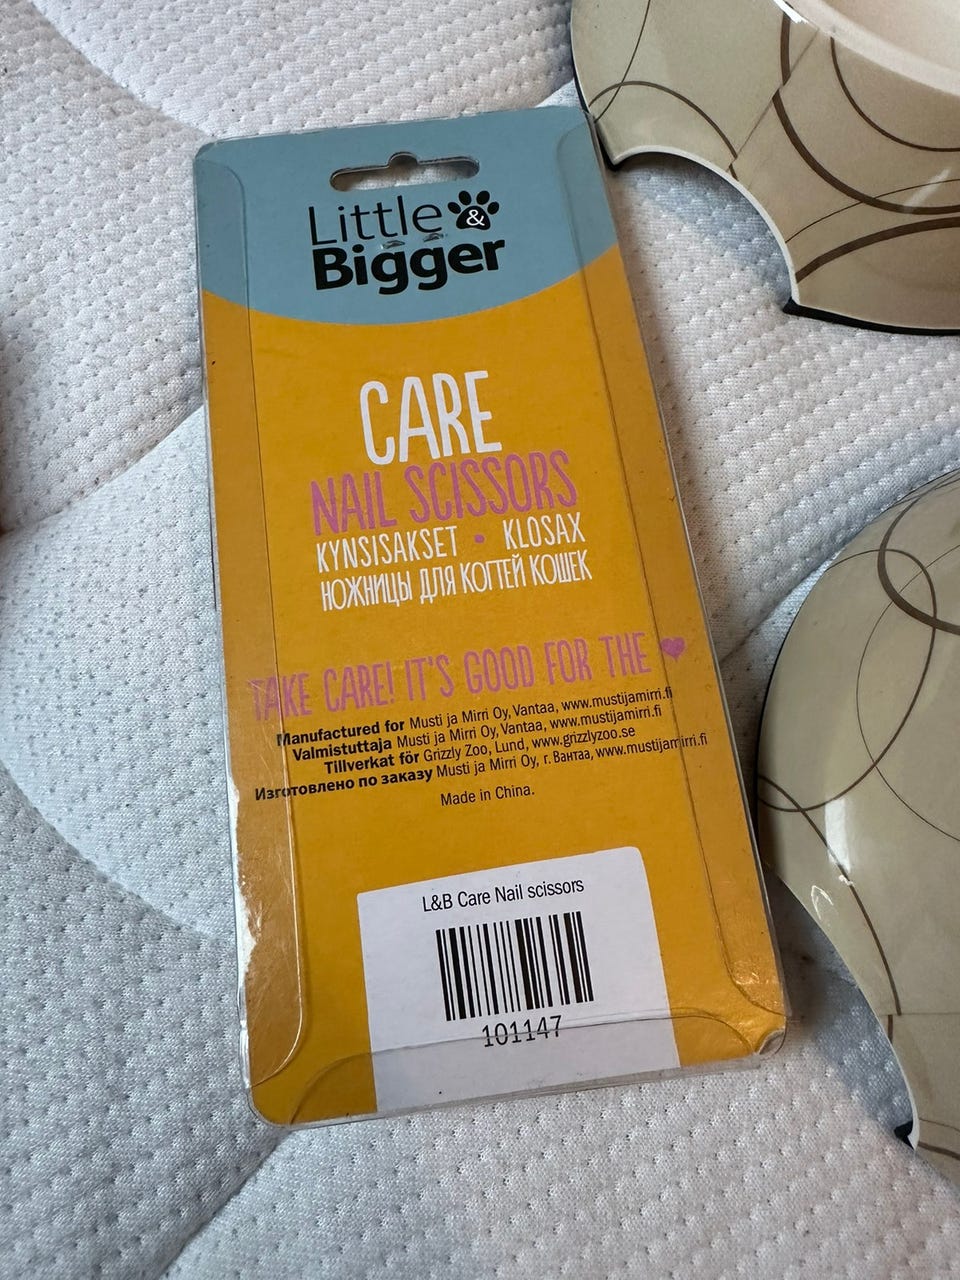 Little &
Bigger
CARE
NAIL SCISSORS
KYNSISAKSET • KLOSAX
НОЖНИЦЫ ДЛЯ КОГТЕЙ КОШЕК
TAKE CARE! IT'S GOOD FOR THE ♥
Manufactured for Musti ja Mirri Oy, Vantaa, www.mustijamirri.fi
Valmistuttaja Musti ja Mirri Oy, Vantaa, www.mustijamirri.fi
Tillverkat för Grizzly Zoo, Lund, www.grizzlyzoo.se
Изготовлено по заказу Musti ja Mirri Oy, г. Вантаа, www.mustijamirri.fi
Made in China.
L&B Care Nail scissors
101147